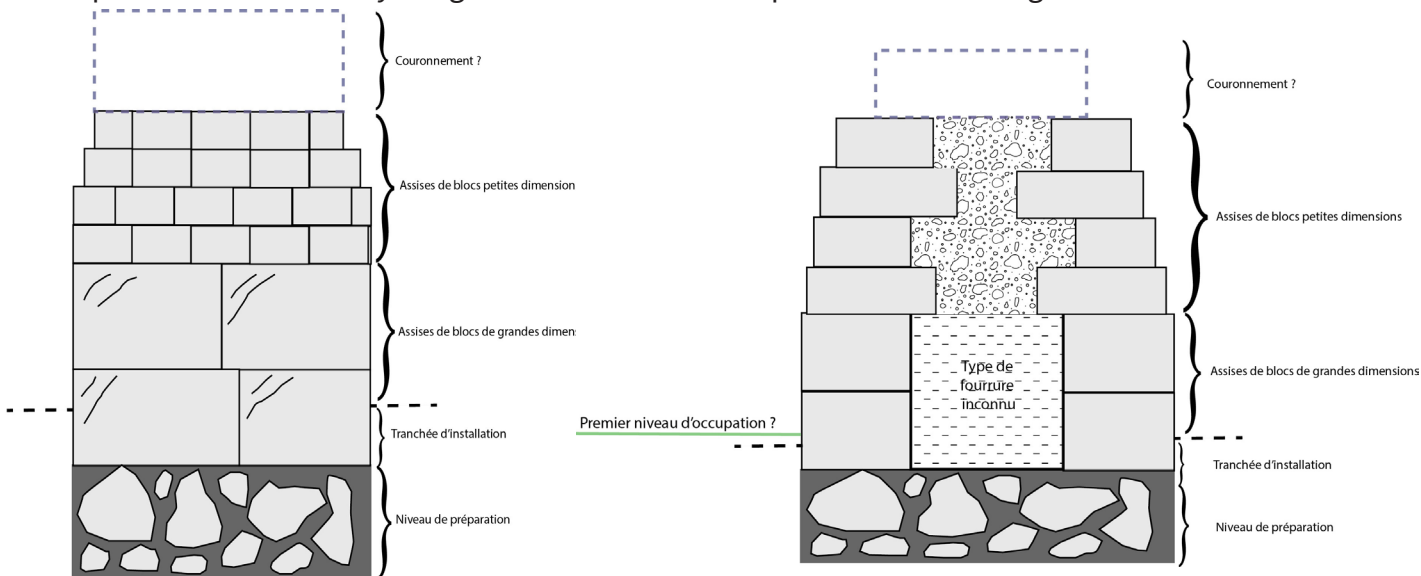 Couronnement ?
Assises de blocs petites dimension
Assises de blocs de grandes dimen
Tranchée d'installation
Niveau de préparation
Couronnement ?
Assises de blocs petites dimensions
Type de
fourrure
inconnu
Assises de blocs de grandes dimensions
Premier niveau d'occupation ?
Tranchée d'installation
Niveau de préparation